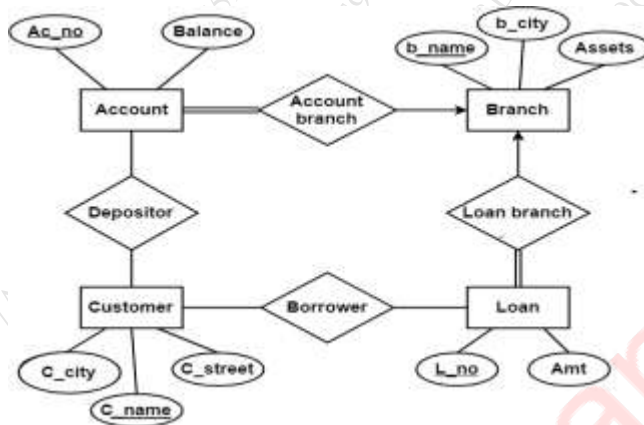 Ac_no
Balance
b_name
b_city
Assets
Account
Account
branch
Branch
Depositor
Loan branch
Customer
Borrower
Loan
C_city
C_name
C_street
L_no
Amt